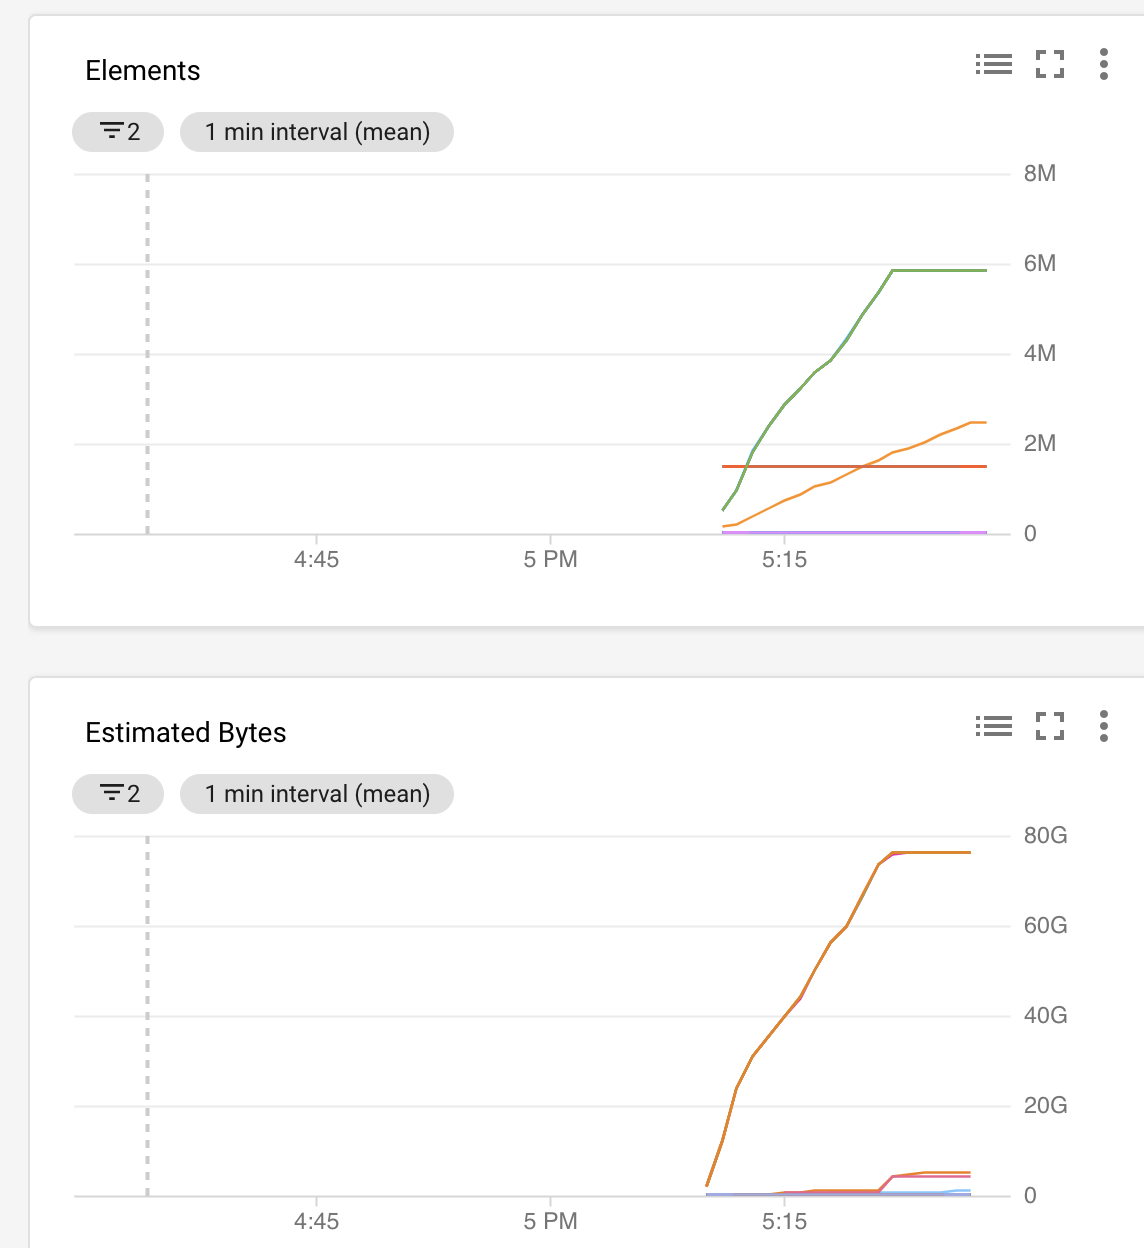 Elements
2 1 min interval (mean)
8M
6M
4M
2M
0
4:45 5 PM 5:15
Estimated Bytes
2 1 min interval (mean)
80G
60G
40G
20G
0
4:45 5 PM 5:15